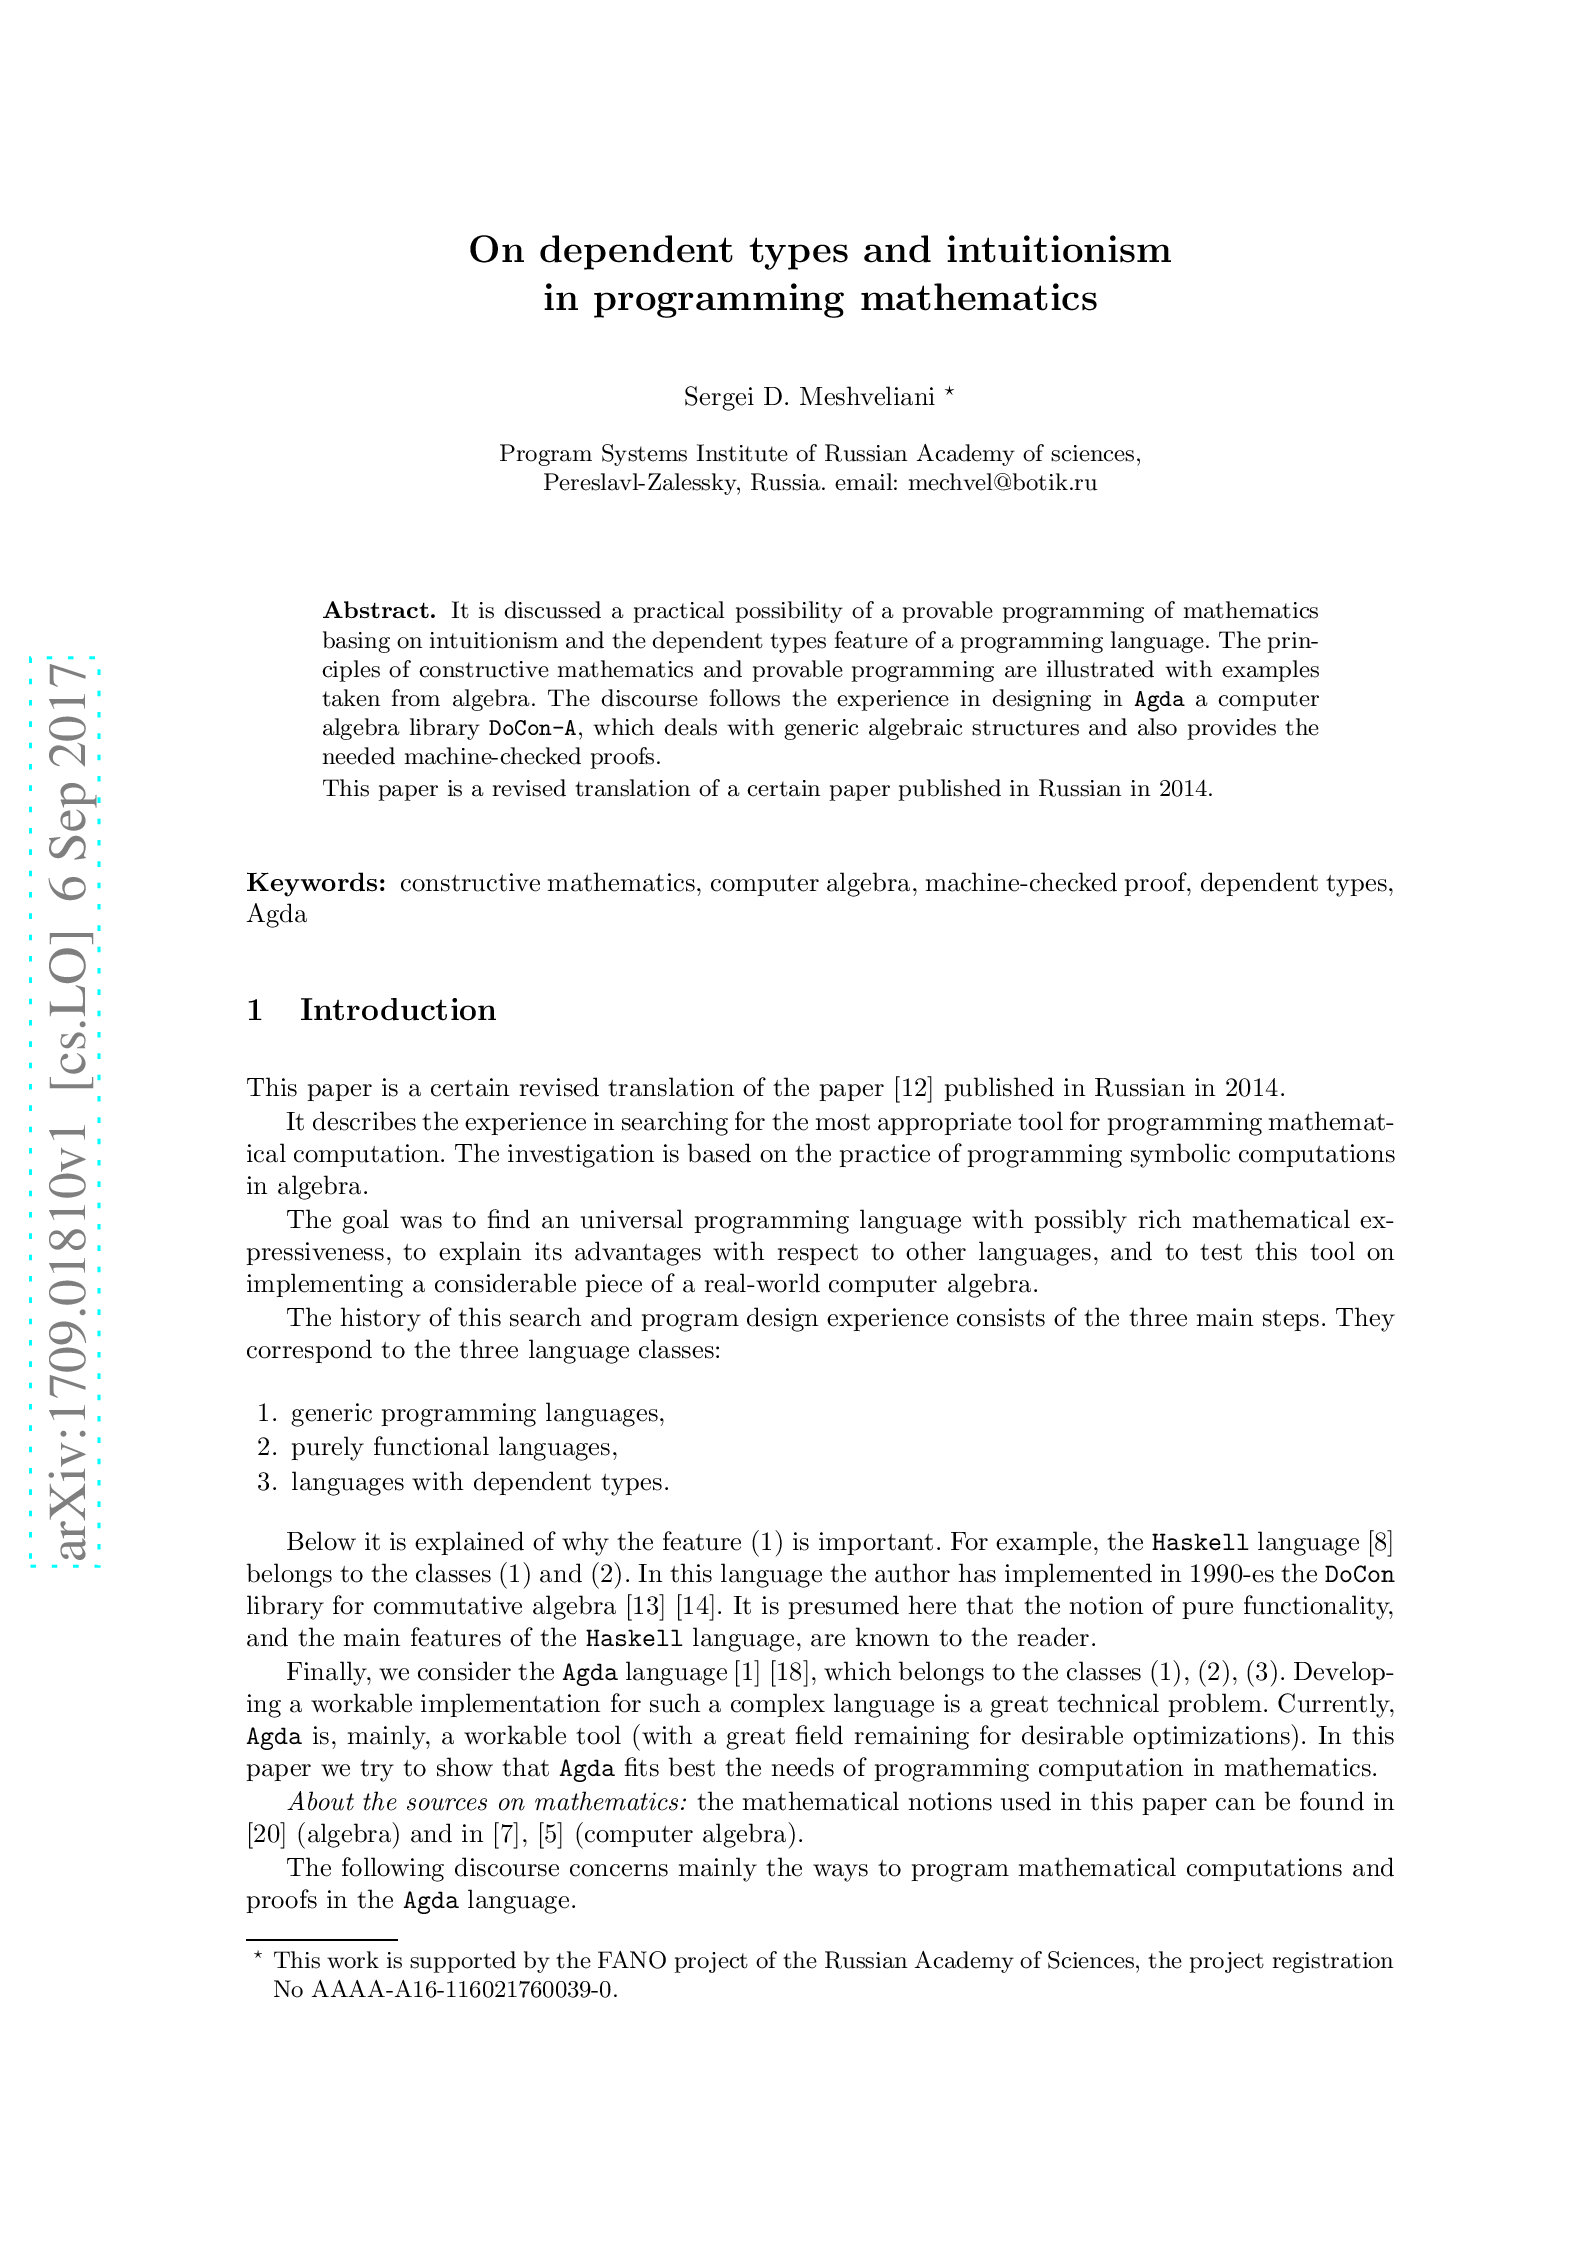 On dependent types and intuitionism
in programming mathematics
Sergei D. Meshveliani ⋆
Program Systems Institute of Russian Academy of sciences,
Pereslavl-Zalessky, Russia. email: mechvel@botik.ru
Abstract. It is discussed a practical possibility of a provable programming of mathematics
basing on intuitionism and the dependent types feature of a programming language. The prin-
ciples of constructive mathematics and provable programming are illustrated with examples
taken from algebra. The discourse follows the experience in designing in Agda a computer
algebra library DoCon-A, which deals with generic algebraic structures and also provides the
needed machine-checked proofs.
This paper is a revised translation of a certain paper published in Russian in 2014.
Keywords: constructive mathematics, computer algebra, machine-checked proof, dependent types,
Agda
1 Introduction
This paper is a certain revised translation of the paper [12] published in Russian in 2014.
It describes the experience in searching for the most appropriate tool for programming mathemat-
ical computation. The investigation is based on the practice of programming symbolic computations
in algebra.
The goal was to find an universal programming language with possibly rich mathematical ex-
pressiveness, to explain its advantages with respect to other languages, and to test this tool on
implementing a considerable piece of a real-world computer algebra.
The history of this search and program design experience consists of the three main steps. They
correspond to the three language classes:
1. generic programming languages,
2. purely functional languages,
3. languages with dependent types.
Below it is explained of why the feature (1) is important. For example, the Haskell language [8]
belongs to the classes (1) and (2). In this language the author has implemented in 1990-es the DoCon
library for commutative algebra [13] [14]. It is presumed here that the notion of pure functionality,
and the main features of the Haskell language, are known to the reader.
Finally, we consider the Agda language [1] [18], which belongs to the classes (1), (2), (3). Develop-
ing a workable implementation for such a complex language is a great technical problem. Currently,
Agda is, mainly, a workable tool (with a great field remaining for desirable optimizations). In this
paper we try to show that Agda fits best the needs of programming computation in mathematics.
About the sources on mathematics: the mathematical notions used in this paper can be found in
[20] (algebra) and in [7], [5] (computer algebra).
The following discourse concerns mainly the ways to program mathematical computations and
proofs in the Agda language.
⋆ This work is supported by the FANO project of the Russian Academy of Sciences, the project registration
No AAAA-A16-116021760039-0.
arXiv:1709.01810v1 [cs.LO] 6 Sep 2017